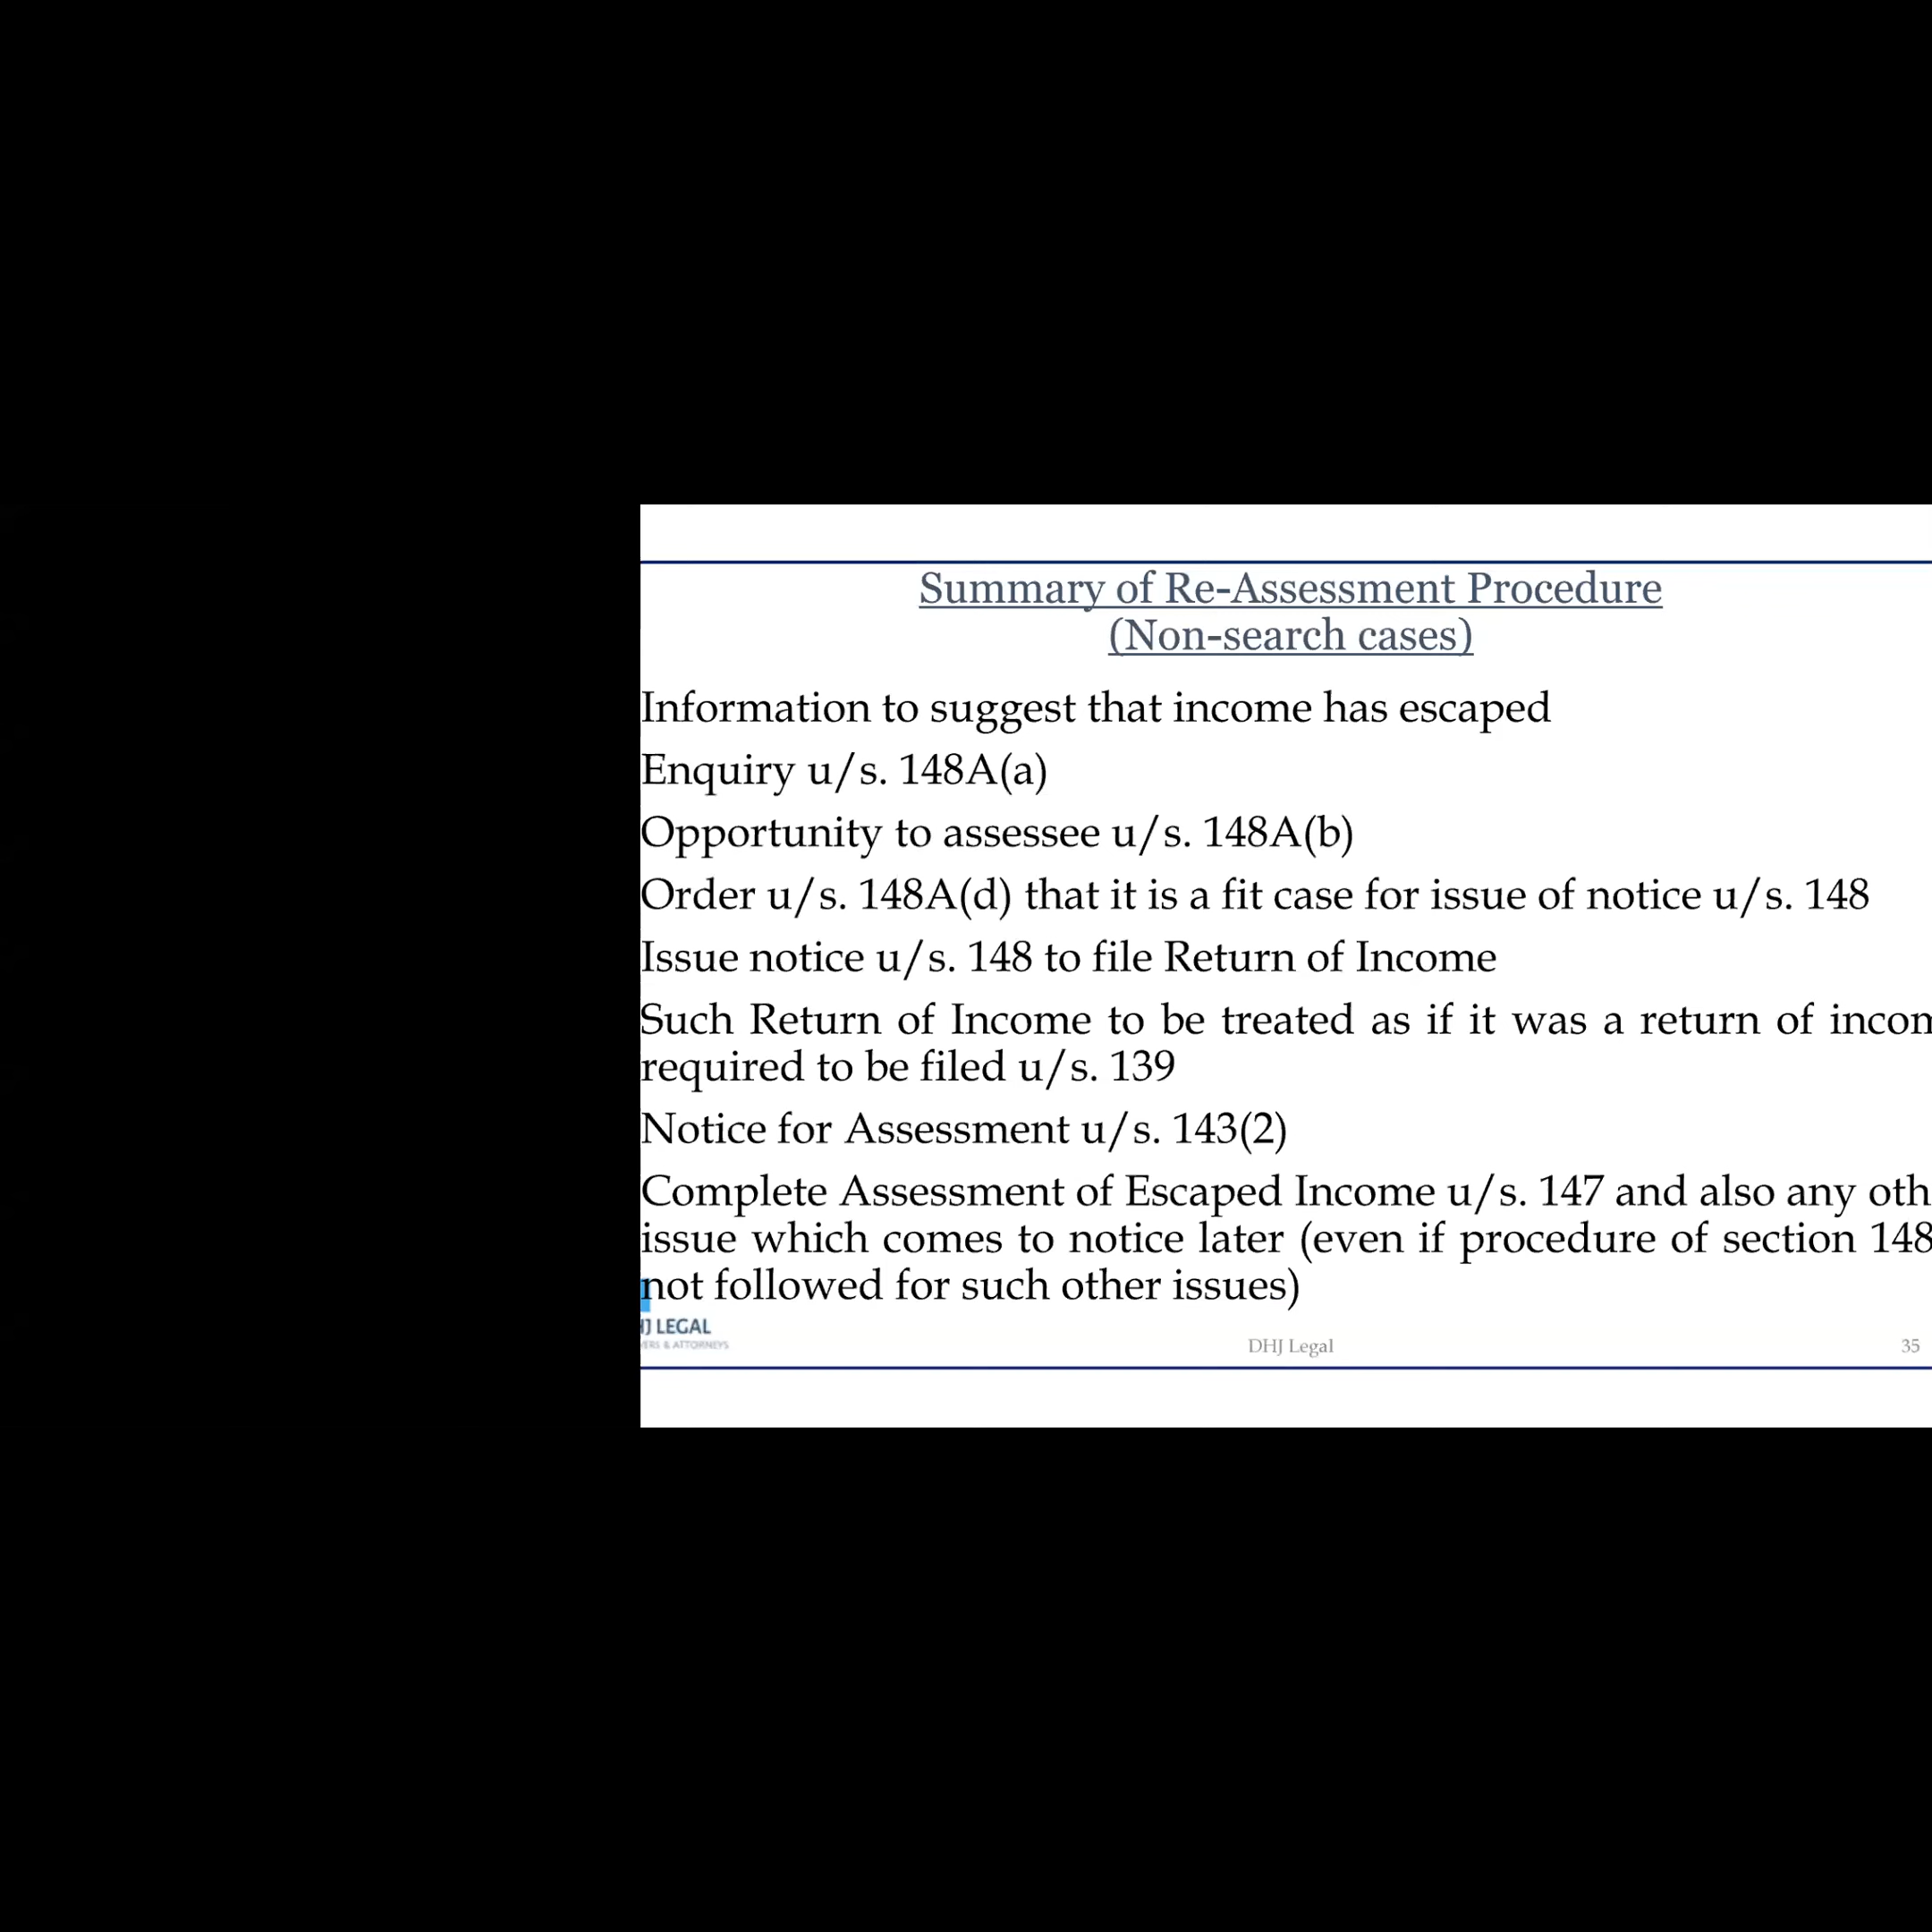 Summary of Re-Assessment Procedure
(Non-search cases)
Information to suggest that income has escaped
Enquiry u/s. 148A(a)
Opportunity to assessee u/s. 148A(b)
Order u/s. 148A(d) that it is a fit case for issue of notice u/s. 148
Issue notice u/s. 148 to file Return of Income
Such Return of Income to be treated as if it was a return of
required to be filed u/s. 139
Notice for Assessment u/s. 143(2)
Complete Assessment of Escaped Income u/s. 147 and also any
issue which comes to notice later (even if procedure of section
not followed for such other issues)
LEGAL
& ATTORNEYS
DHJ Legal
35